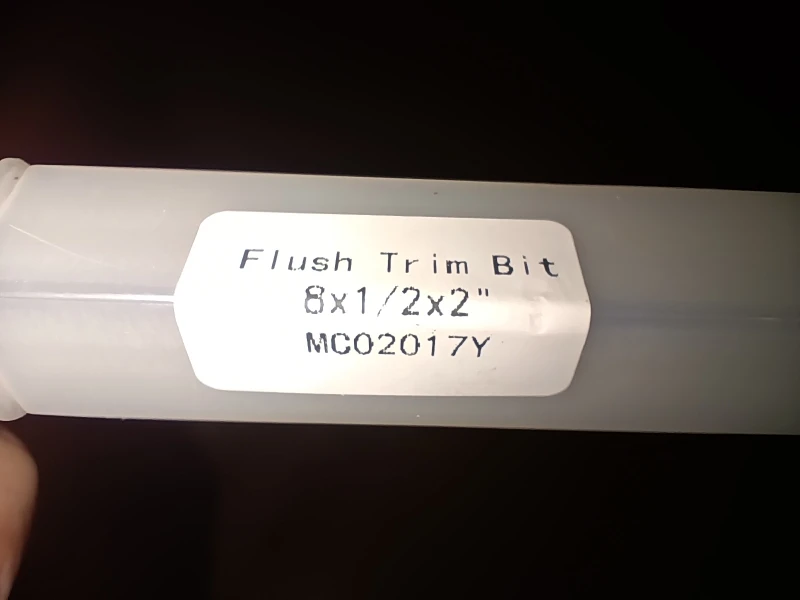 Flush Trim Bit
8x1/2x2"
MC02017Y